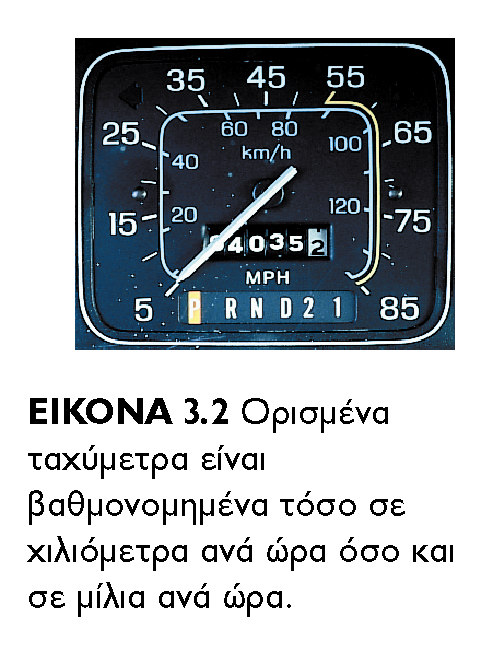 35 45 55
25 60 80 100 65
km/h
40
15 20 120 75
40352
MPH
5 P R N D 2 1 85
ΕΙΚΟΝΑ 3.2 Ορισμένα
ταχύμετρα είναι
βαθμονομημένα τόσο σε
χιλιόμετρα ανά ώρα όσο και
σε μίλια ανά ώρα.